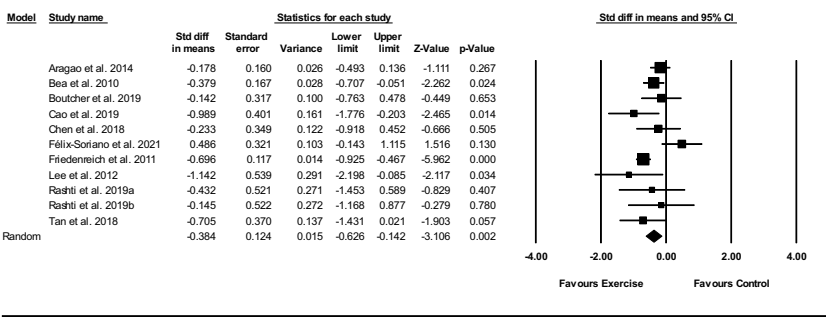 Model Study name Statistics for each study Std diff in means and 95% CI
Std diff Standard Lower Upper
in means error Variance limit limit Z-Value p-Value
Aragao et al. 2014 -0.178 0.160 0.026 -0.493 0.136 -1.111 0.267
Bea et al. 2010 -0.379 0.167 0.028 -0.707 -0.051 -2.262 0.024
Boutcher et al. 2019 -0.142 0.317 0.100 -0.763 0.478 -0.449 0.653
Cao et al. 2019 -0.989 0.401 0.161 -1.776 -0.203 -2.465 0.014
Chen et al. 2018 -0.233 0.349 0.122 -0.918 0.452 -0.666 0.505
Félix-Soriano et al. 2021 0.486 0.321 0.103 -0.143 1.115 1.516 0.130
Friedenreich et al. 2011 -0.696 0.117 0.014 -0.925 -0.467 -5.962 0.000
Lee et al. 2012 -1.142 0.539 0.291 -2.198 -0.085 -2.117 0.034
Rashti et al. 2019a -0.432 0.521 0.271 -1.453 0.589 -0.829 0.407
Rashti et al. 2019b -0.145 0.522 0.272 -1.168 0.877 -0.279 0.780
Tan et al. 2018 -0.705 0.370 0.137 -1.431 0.021 -1.903 0.057
Random -0.384 0.124 0.015 -0.626 -0.142 -3.106 0.002
-4.00 -2.00 0.00 2.00 4.00
Favours Exercise Favours Control